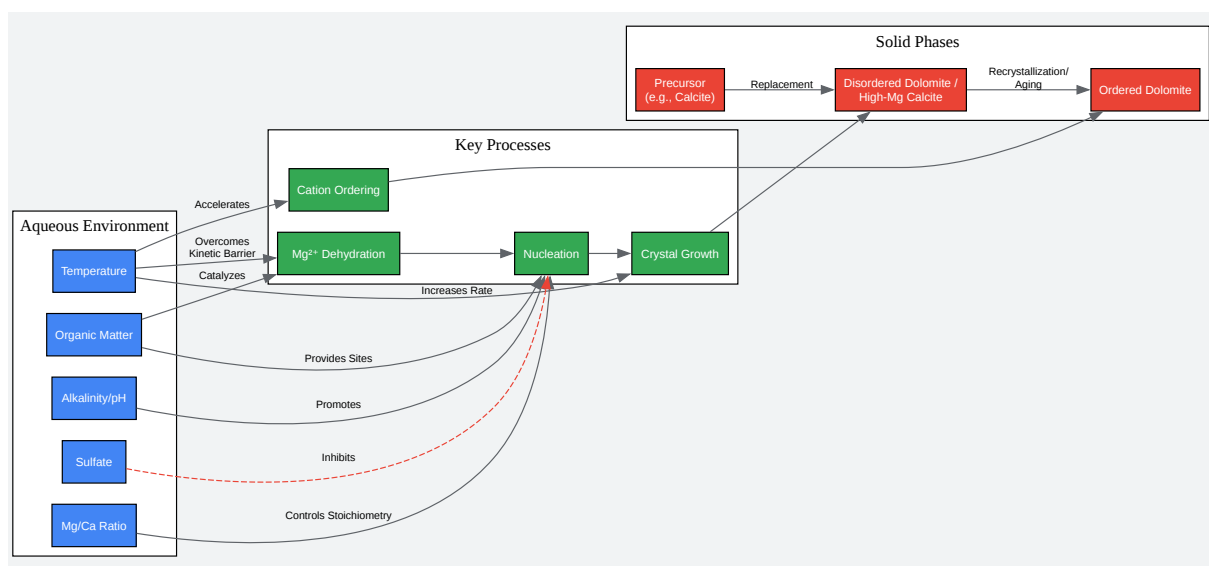 Solid Phases
Precursor
(e.g., Calcite)
Replacement
Disordered Dolomite /
High-Mg Calcite
Recrystallization/
Aging
Ordered Dolomite
Key Processes
Cation Ordering
Mg²⁺ Dehydration
Nucleation
Crystal Growth
Aqueous Environment
Temperature
Organic Matter
Alkalinity/pH
Sulfate
Mg/Ca Ratio
Accelerates
Overcomes
Kinetic Barrier
Catalyzes
Increases Rate
Provides Sites
Promotes
Inhibits
Controls Stoichiometry